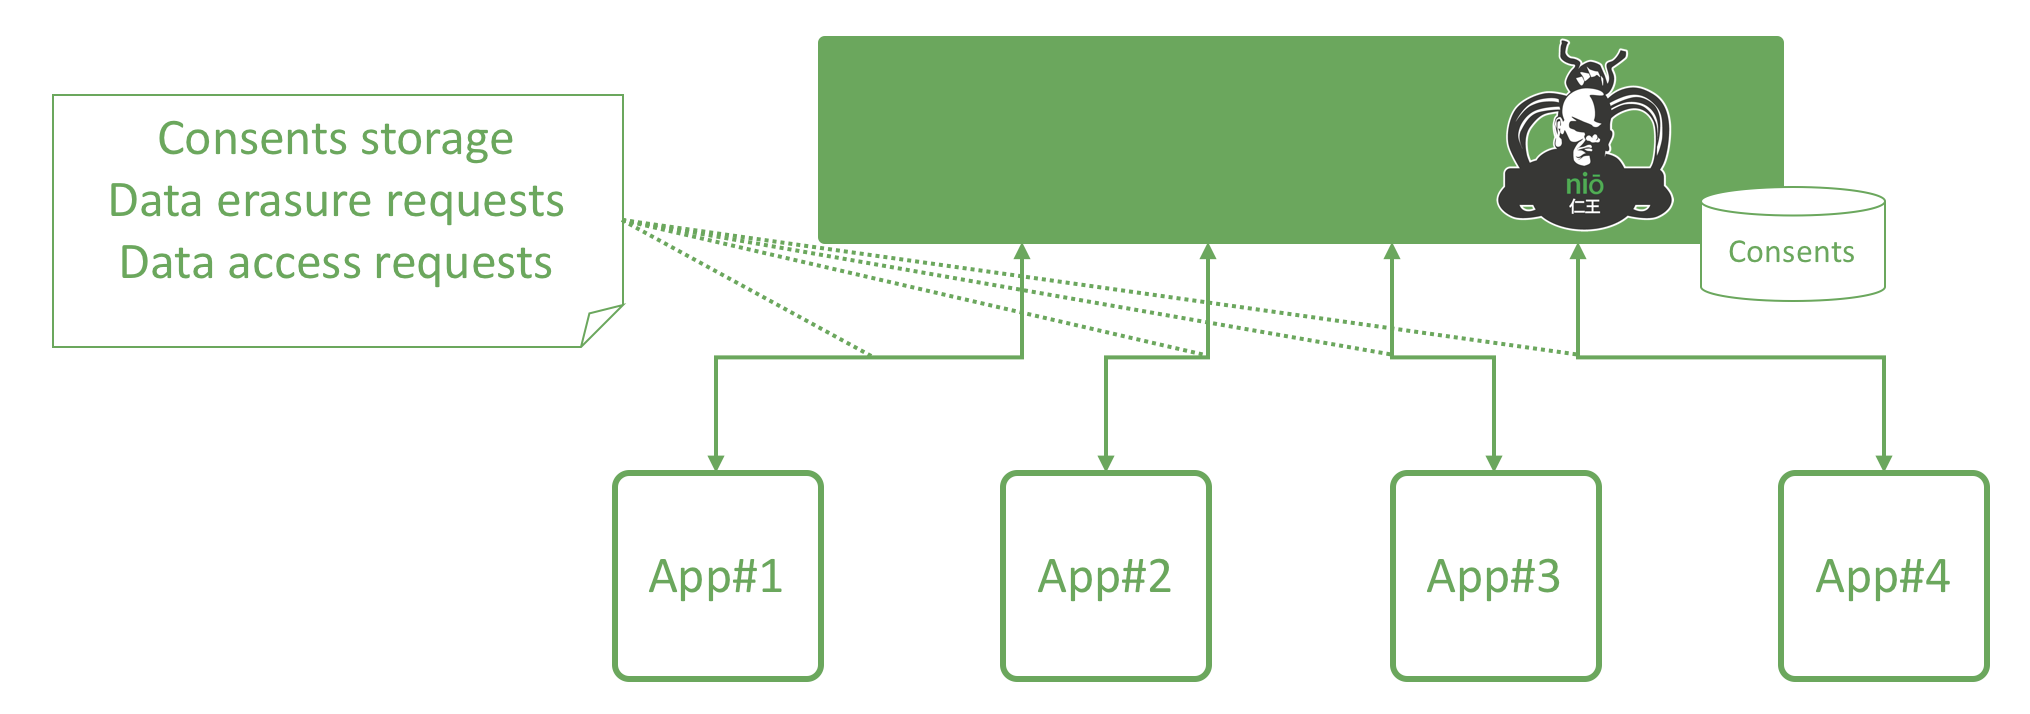 Consents storage
Data erasure requests
Data access requests
niō
仁王
Consents
App#1
App#2
App#3
App#4